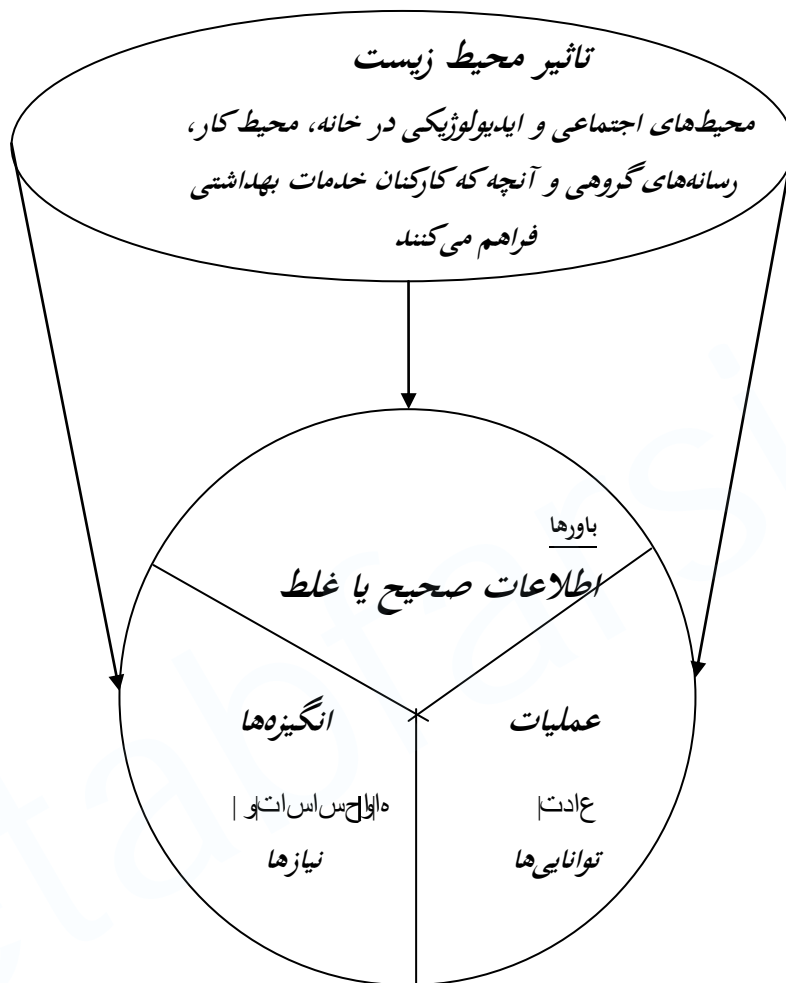 تاثیر محیط زیست
محیط‌های اجتماعی و ایدیولوژیکی در خانه، محیط کار،
رسانه‌های گروهی و آنچه که کارکنان خدمات بهداشتی
فراهم می‌کنند
باورها
اطلاعات صحیح یا غلط
انگیزه‌ها
احساسات و
نیازها
عملیات
عادت
توانایی‌ها